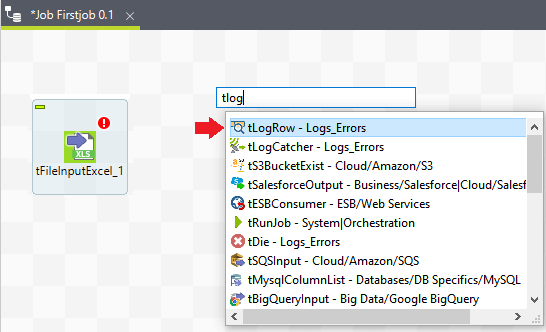 *Job Firstjob 0.1
tlog
tLogRow - Logs_Errors
tLogCatcher - Logs_Errors
tS3BucketExist - Cloud/Amazon/S3
tSalesforceOutput - Business/Salesforce|Cloud/Salesf
tESBConsumer - ESB/Web Services
tRunJob - System|Orchestration
tDie - Logs_Errors
tSQSInput - Cloud/Amazon/SQS
tMysqlColumnList - Databases/DB Specifics/MySQL
tBigQueryInput - Big Data/Google BigQuery
XLS
tFileInputExcel_1